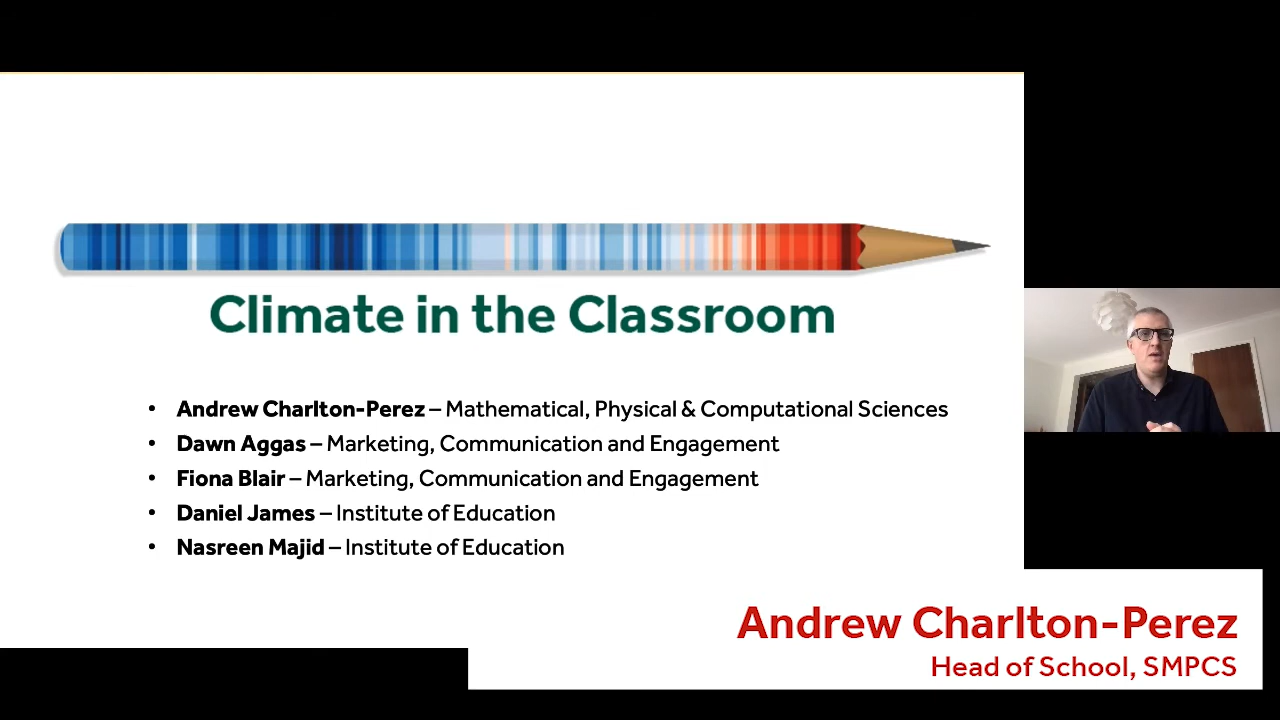 Climate in the Classroom
• Andrew Charlton-Perez – Mathematical, Physical & Computational Sciences
• Dawn Aggas – Marketing, Communication and Engagement
• Fiona Blair – Marketing, Communication and Engagement
• Daniel James – Institute of Education
• Nasreen Majid – Institute of Education
Andrew Charlton-Perez
Head of School, SMPCS